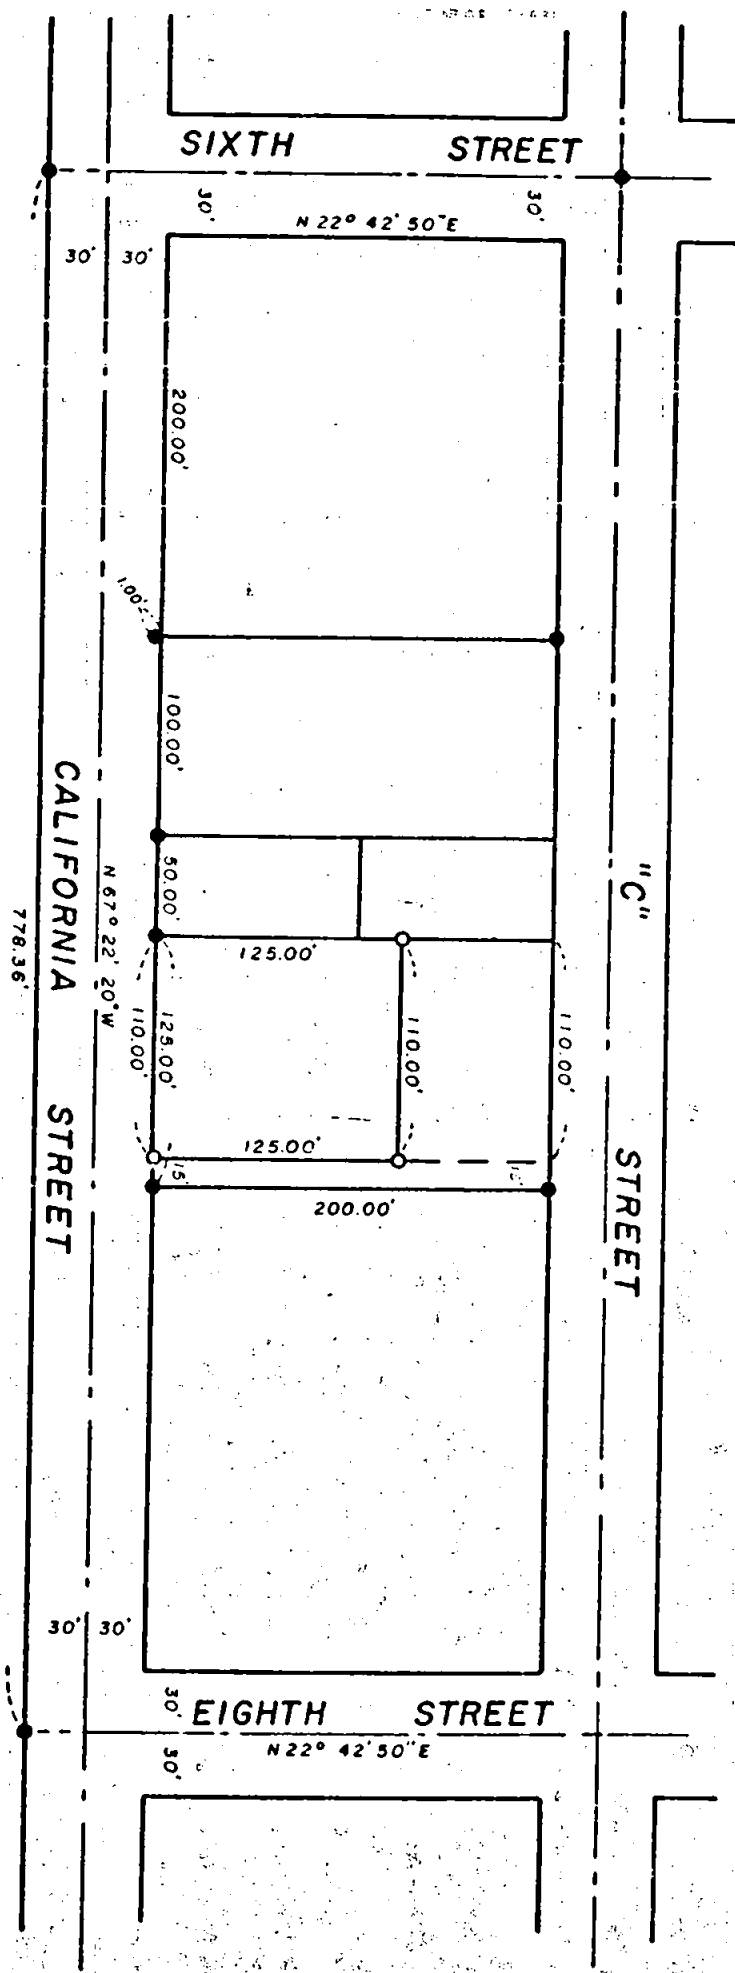 SIXTH STREET
30' 30'
N 22° 42' 50" E
30' 30'
200.00'
1.00'
100.00'
CALIFORNIA STREET
N 67° 22' 20" W
778.36'
"C" STREET
50.00'
125.00'
125.00'
110.00'
110.00'
110.00'
125.00'
15'
15'
200.00'
30' 30'
30'
EIGHTH STREET
N 22° 42' 50" E
30'